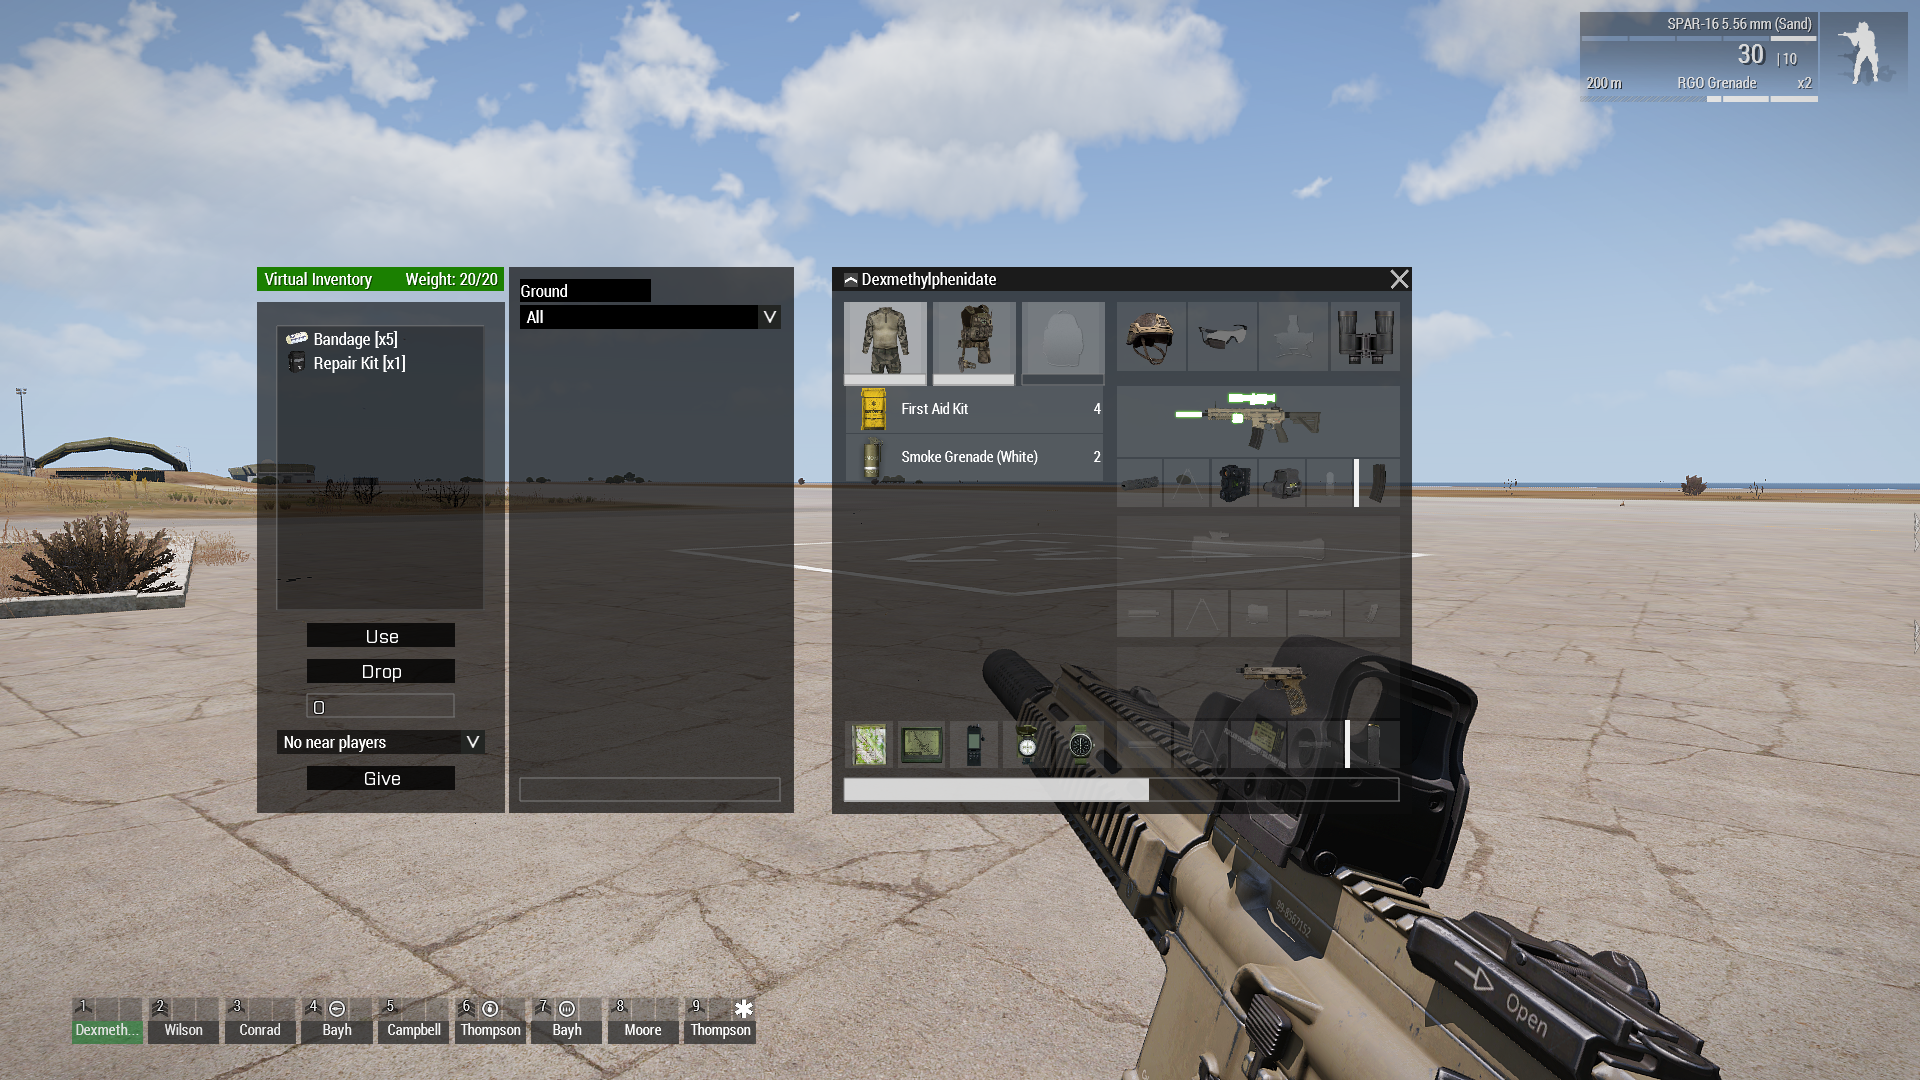 SPAR-16 5.56 mm (Sand)
30 | 10
200 m RGO Grenade x2
Virtual Inventory Weight: 20/20
Bandage [x5]
Repair Kit [x1]
Use
Drop
0
No near players V
Give
Ground
All V
Dexmethylphenidate
First Aid Kit 4
Smoke Grenade (White) 2
99-8567152
Open
1 2 3 4 5 6 7 8 9
Dexmeth... Wilson Conrad Bayh Campbell Thompson Bayh Moore Thompson